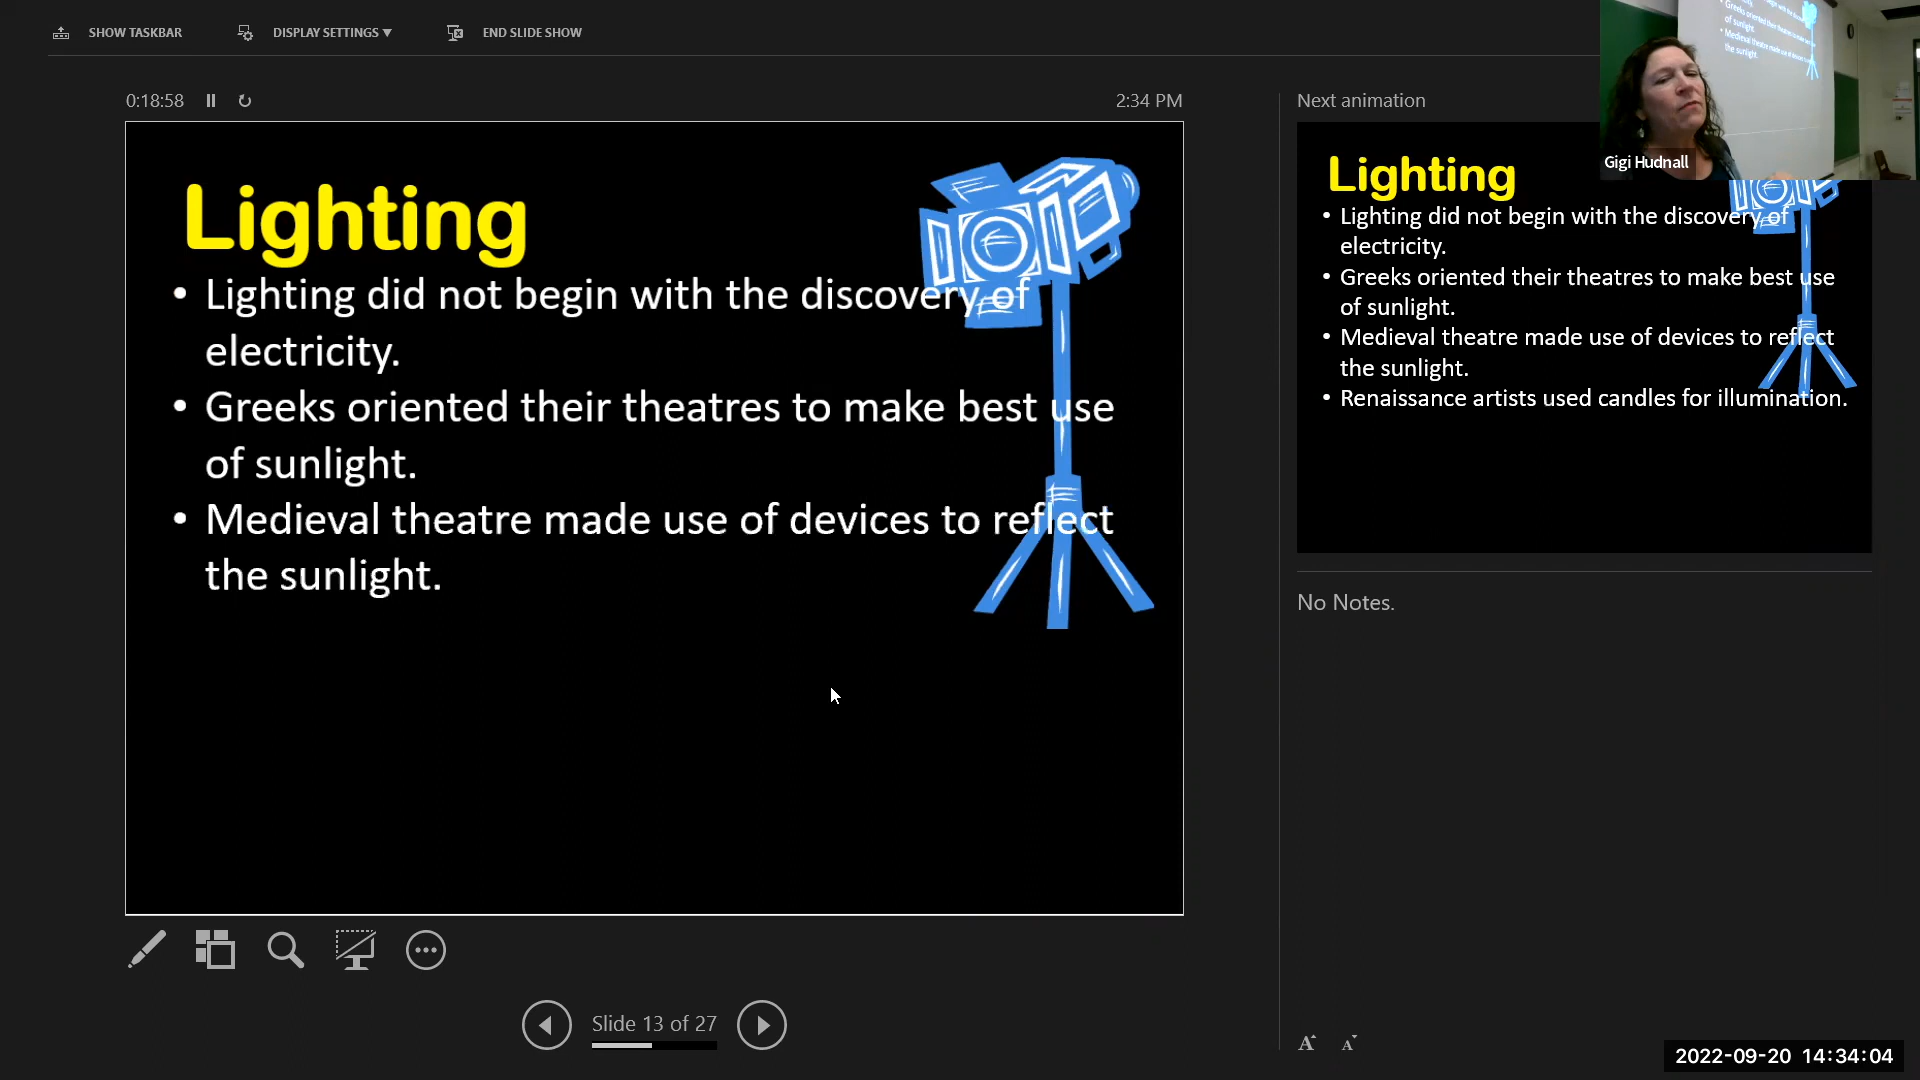 SHOW TASKBAR
DISPLAY SETTINGS ▼
END SLIDE SHOW
0:18:58
2:34 PM
Lighting
• Lighting did not begin with the discovery of
electricity.
• Greeks oriented their theatres to make best use
of sunlight.
• Medieval theatre made use of devices to reflect
the sunlight.
Slide 13 of 27
Next animation
Lighting
• Lighting did not begin with the discovery of
electricity.
• Greeks oriented their theatres to make best use
of sunlight.
• Medieval theatre made use of devices to reflect
the sunlight.
• Renaissance artists used candles for illumination.
No Notes.
A A
Gigi Hudnall
2022-09-20 14:34:04